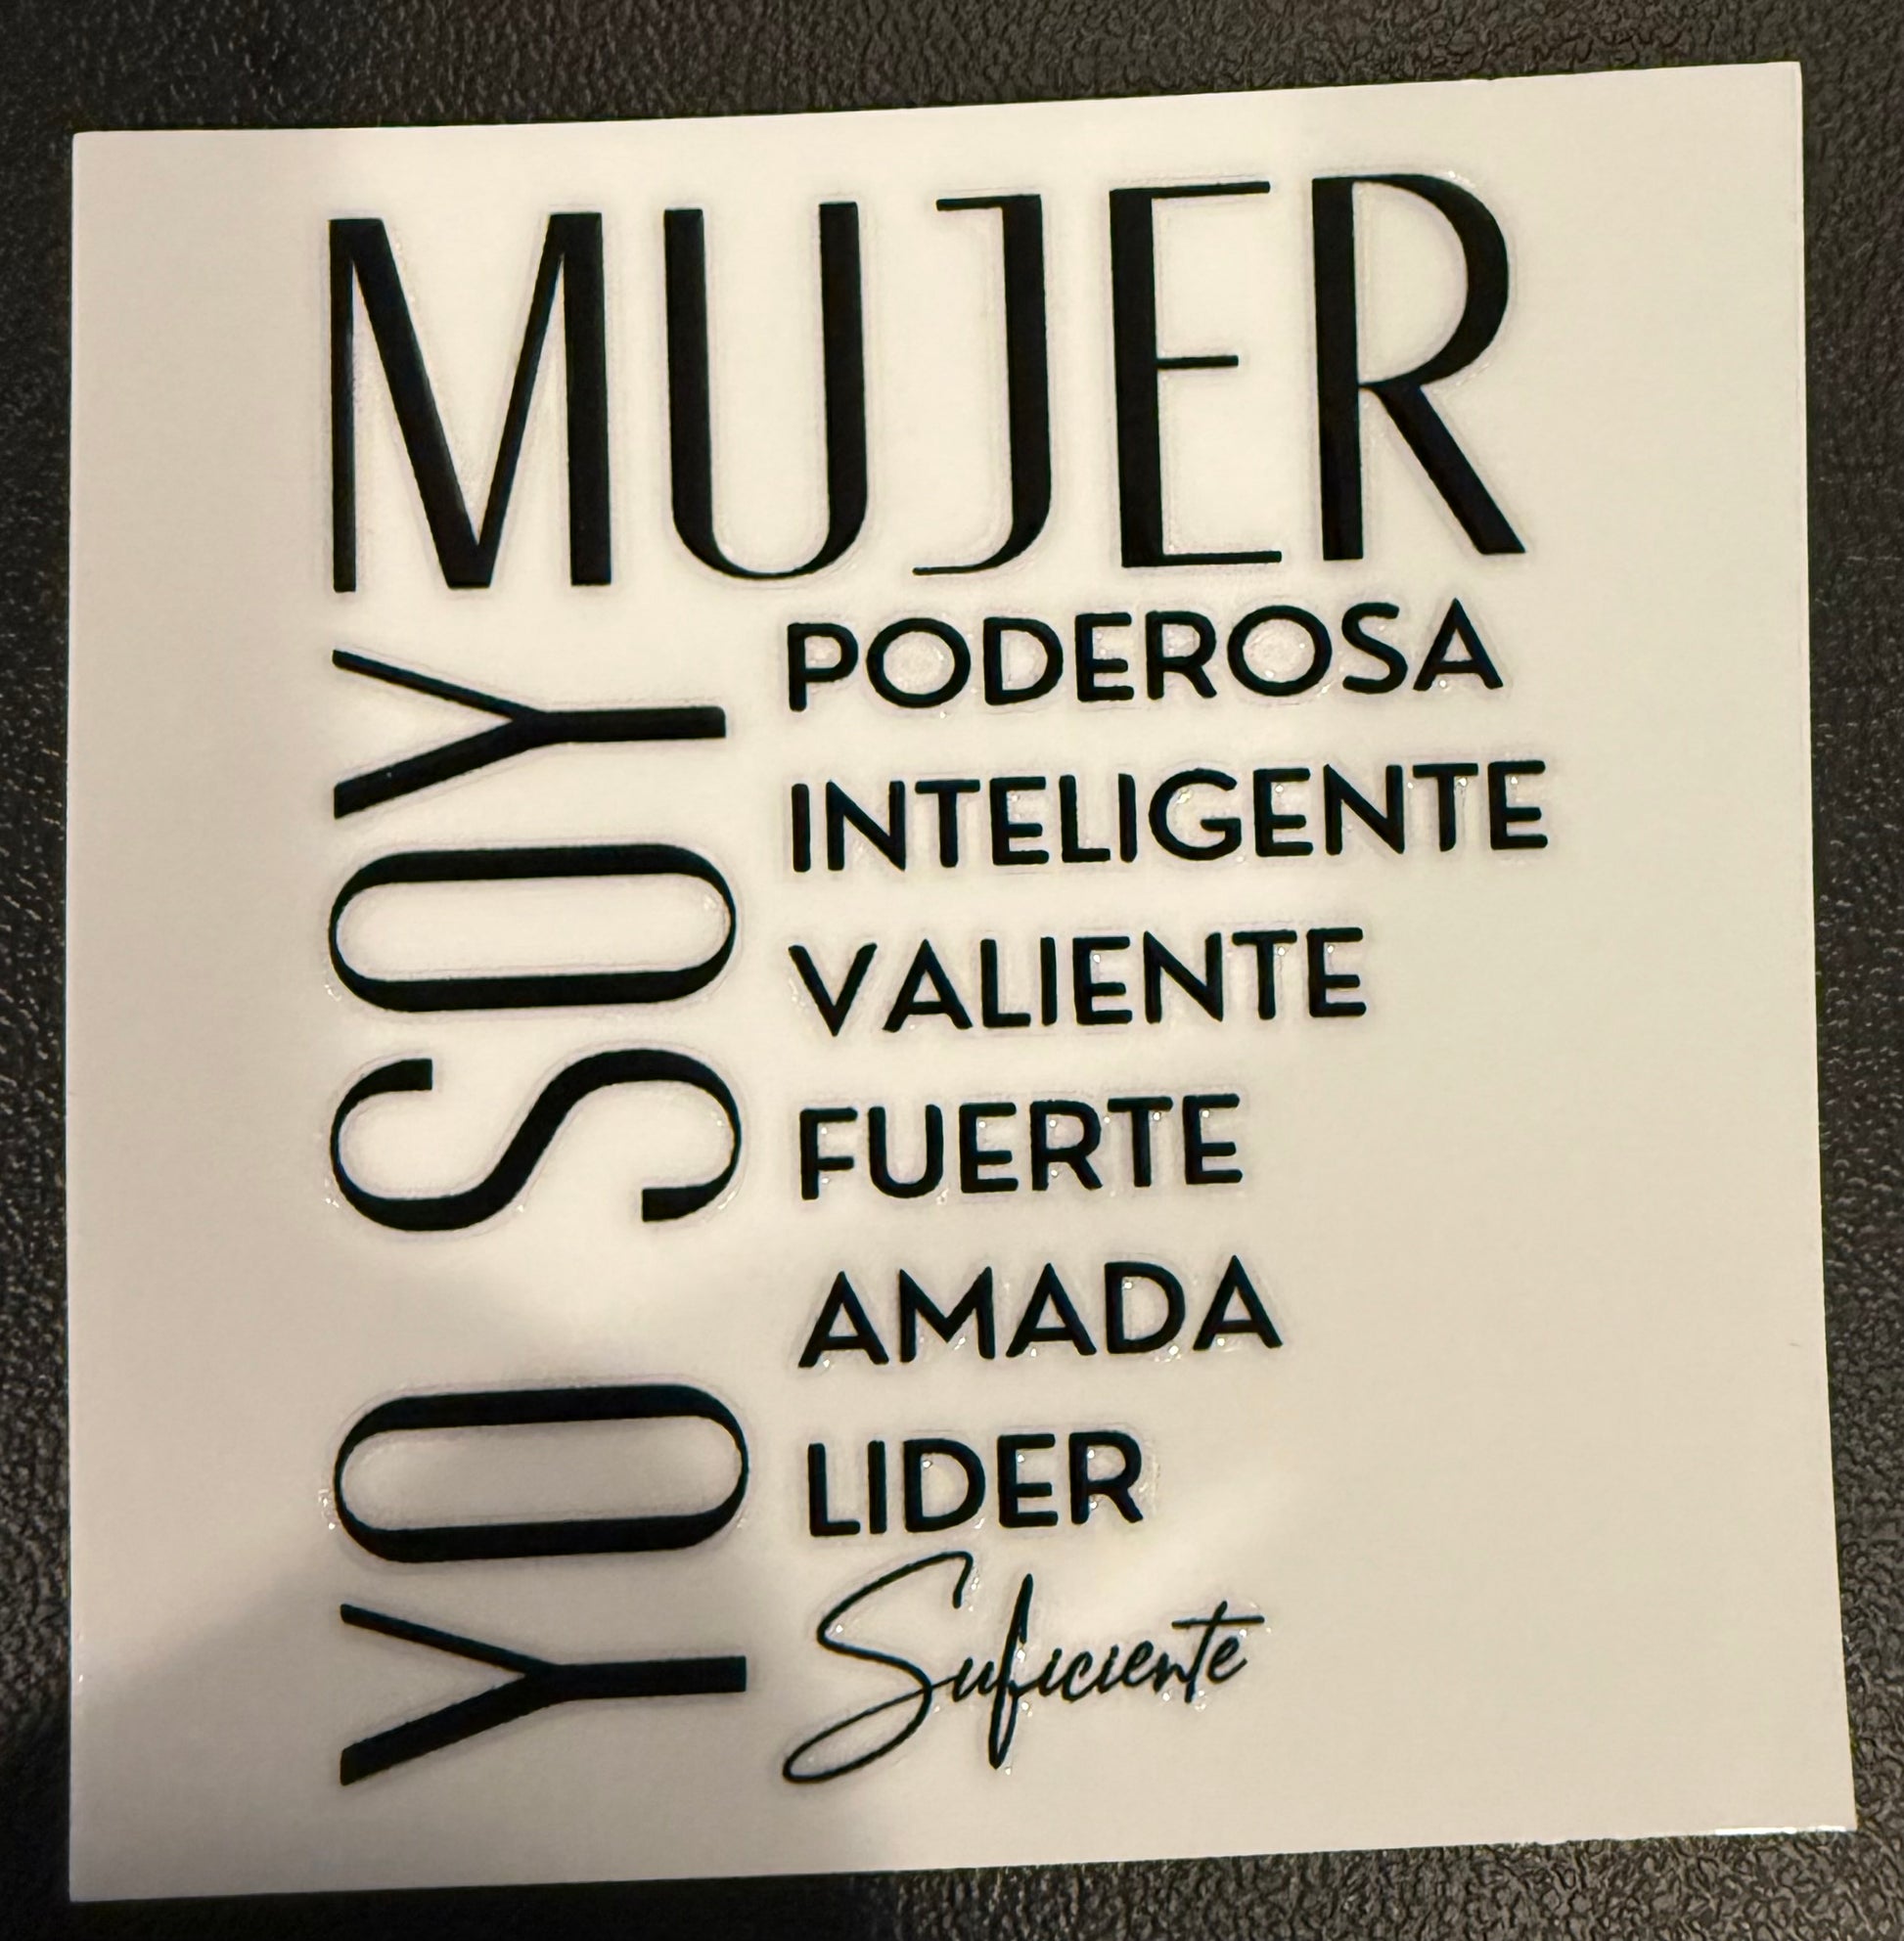 MUJER
YO SOY
PODEROSA
INTELIGENTE
VALIENTE
FUERTE
AMADA
LIDER
Suficiente